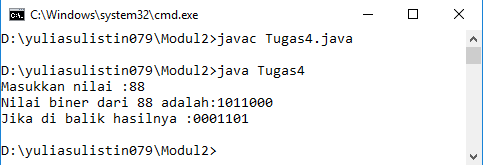 C:\Windows\system32\cmd.exe
D:\yuliasulistin079\Modul2>javac Tugas4.java
D:\yuliasulistin079\Modul2>java Tugas4
Masukkan nilai :88
Nilai biner dari 88 adalah:1011000
Jika di balik hasilnya :0001101
D:\yuliasulistin079\Modul2>